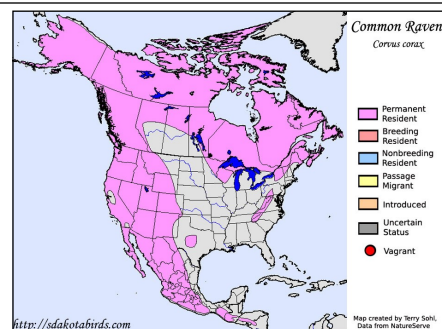 Common Raven
Corvus corax
Permanent
Resident
Breeding
Resident
Nonbreeding
Resident
Passage
Migrant
Introduced
Uncertain
Status
Vagrant
Map created by Terry Sohl,
Data from NatureServe
http://sdakotabirds.com